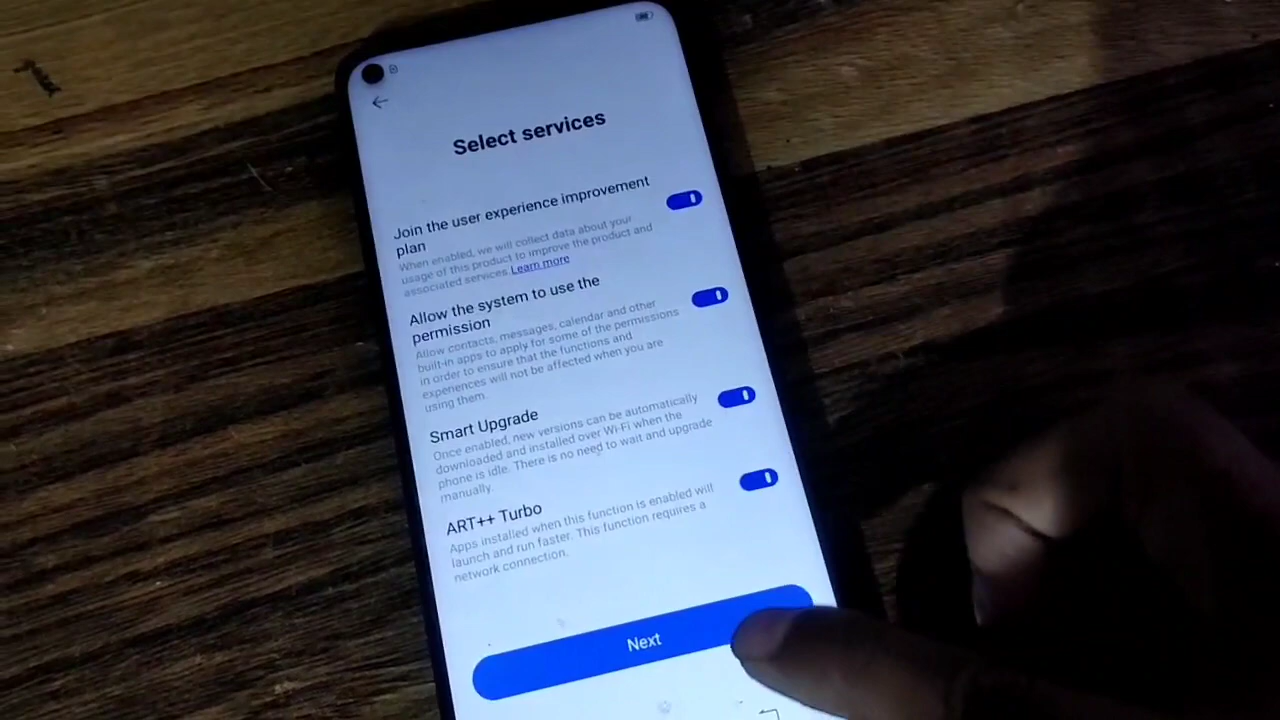 Select services
Join the user experience improvement
plan
When enabled, we will collect data about your
usage of this product to improve the product and
associated services. Learn more
Allow the system to use the
permission
Allow contacts, messages, calendar and other
built-in apps to apply for some of the permissions
in order to ensure that the functions and
experiences will not be affected when you are
using them.
Smart Upgrade
Once enabled, new versions can be automatically
downloaded and installed over Wi-Fi when the
phone is idle. There is no need to wait and upgrade
manually.
ART++ Turbo
Apps installed when this function is enabled will
launch and run faster. This function requires a
network connection.
Next